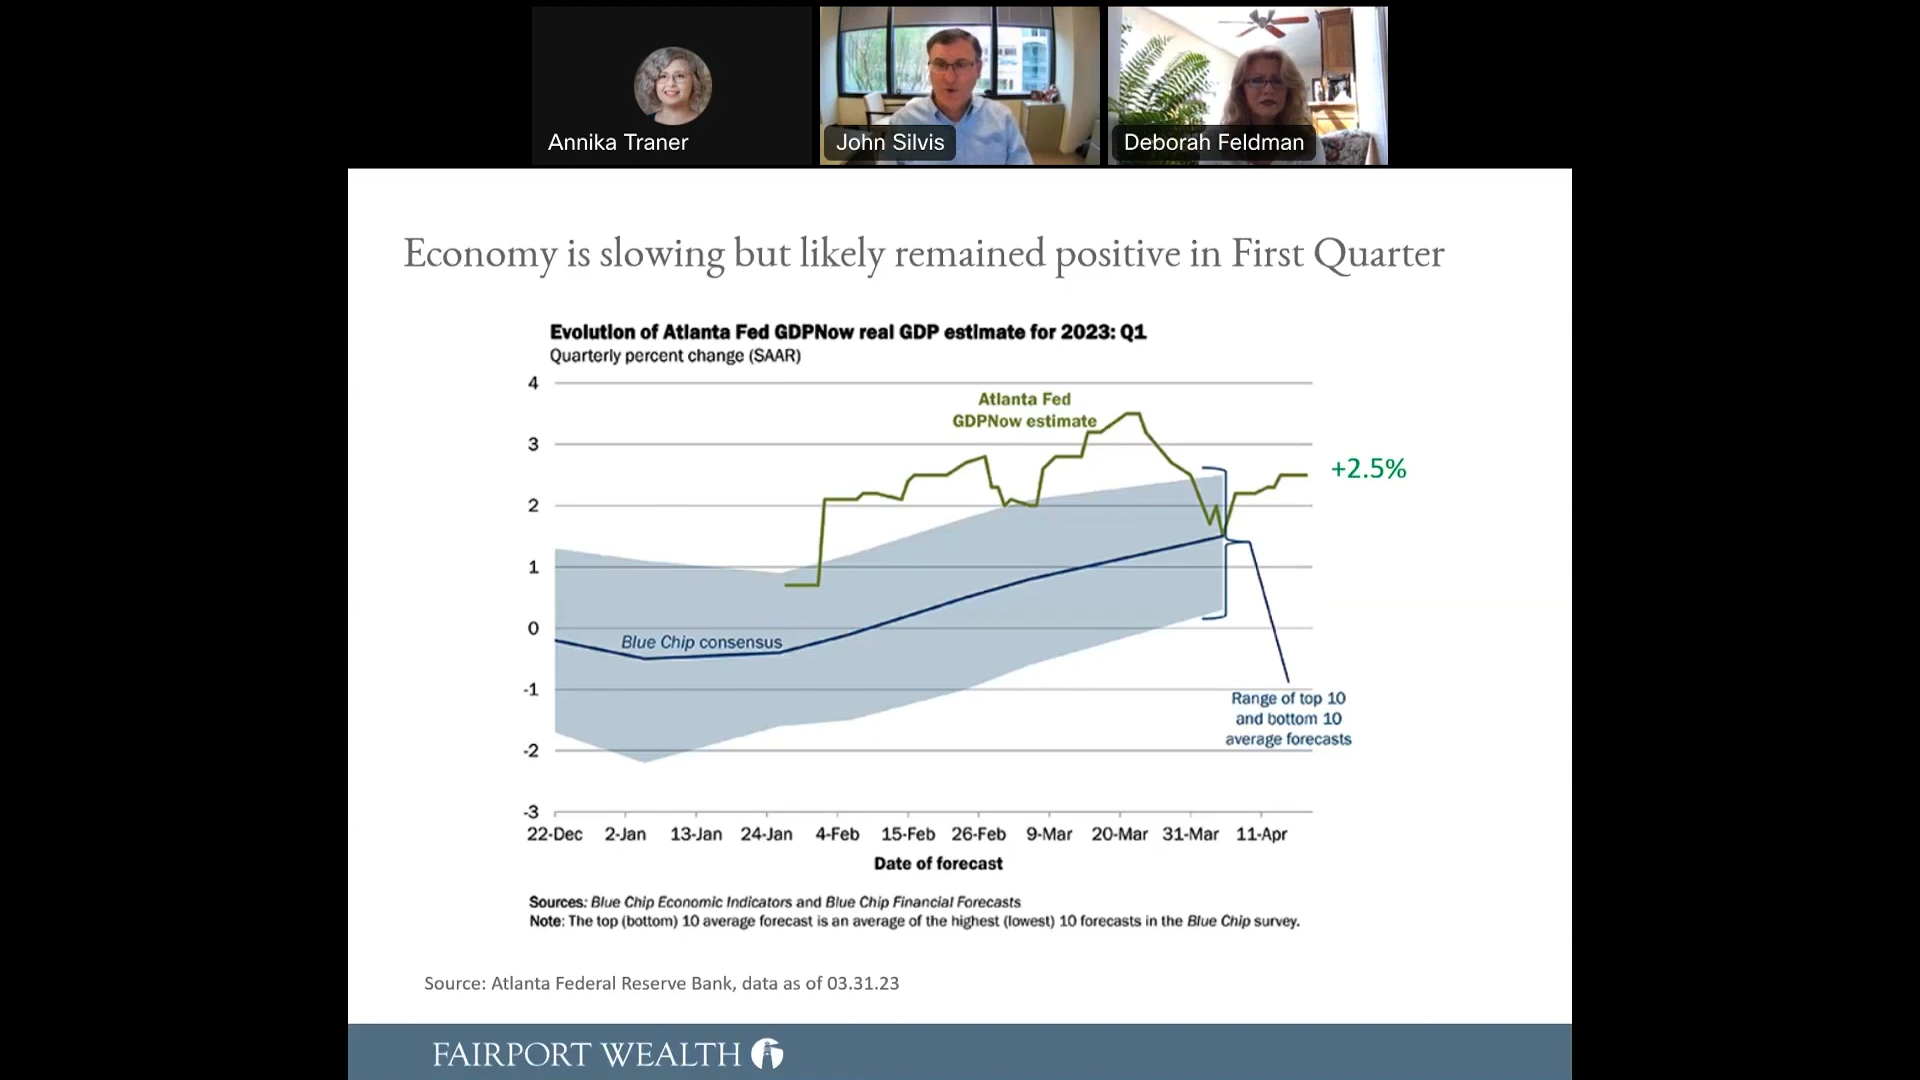 Annika Traner
John Silvis
Deborah Feldman
Economy is slowing but likely remained positive in First Quarter
Evolution of Atlanta Fed GDPNow real GDP estimate for 2023: Q1
Quarterly percent change (SAAR)
4
3
2
1
0
-1
-2
-3
Atlanta Fed
GDPNow estimate
+2.5%
Blue Chip consensus
Range of top 10
and bottom 10
average forecasts
22-Dec 2-Jan 13-Jan 24-Jan 4-Feb 15-Feb 26-Feb 9-Mar 20-Mar 31-Mar 11-Apr
Date of forecast
Sources: Blue Chip Economic Indicators and Blue Chip Financial Forecasts
Note: The top (bottom) 10 average forecast is an average of the highest (lowest) 10 forecasts in the Blue Chip survey.
Source: Atlanta Federal Reserve Bank, data as of 03.31.23
FAIRPORT WEALTH